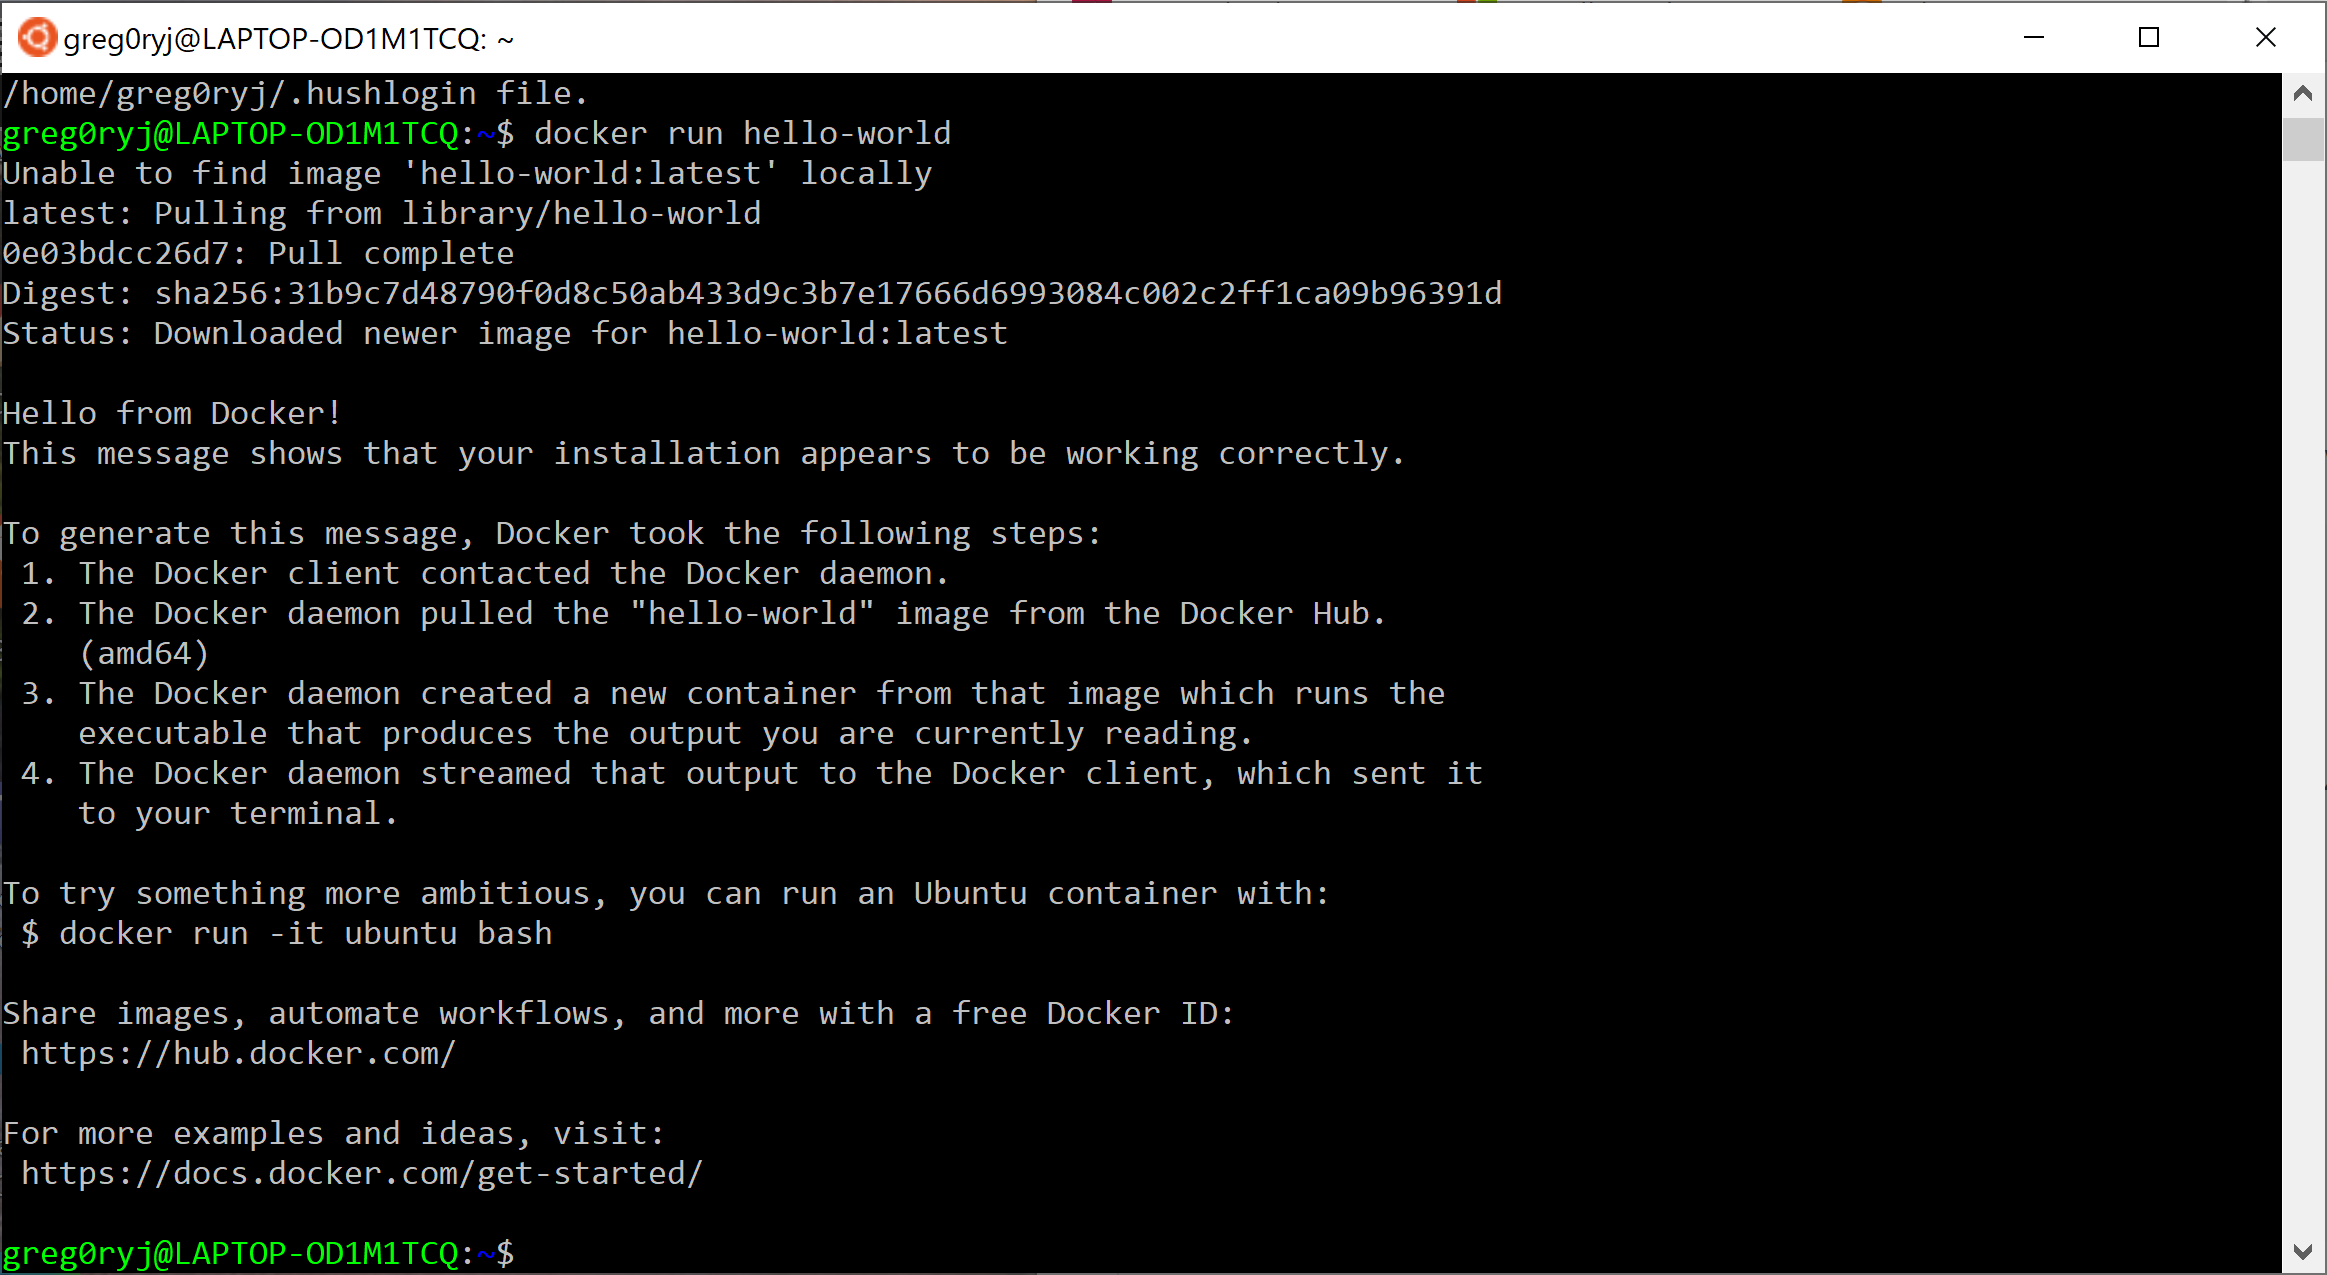 greg0ryj@LAPTOP-OD1M1TCQ: ~
/home/greg0ryj/.hushlogin file.
greg0ryj@LAPTOP-OD1M1TCQ:~$ docker run hello-world
Unable to find image 'hello-world:latest' locally
latest: Pulling from library/hello-world
0e03bdcc26d7: Pull complete
Digest: sha256:31b9c7d48790f0d8c50ab433d9c3b7e17666d6993084c002c2ff1ca09b96391d
Status: Downloaded newer image for hello-world:latest

Hello from Docker!
This message shows that your installation appears to be working correctly.

To generate this message, Docker took the following steps:
 1. The Docker client contacted the Docker daemon.
 2. The Docker daemon pulled the "hello-world" image from the Docker Hub.
    (amd64)
 3. The Docker daemon created a new container from that image which runs the
    executable that produces the output you are currently reading.
 4. The Docker daemon streamed that output to the Docker client, which sent it
    to your terminal.

To try something more ambitious, you can run an Ubuntu container with:
 $ docker run -it ubuntu bash

Share images, automate workflows, and more with a free Docker ID:
 https://hub.docker.com/

For more examples and ideas, visit:
 https://docs.docker.com/get-started/

greg0ryj@LAPTOP-OD1M1TCQ:~$